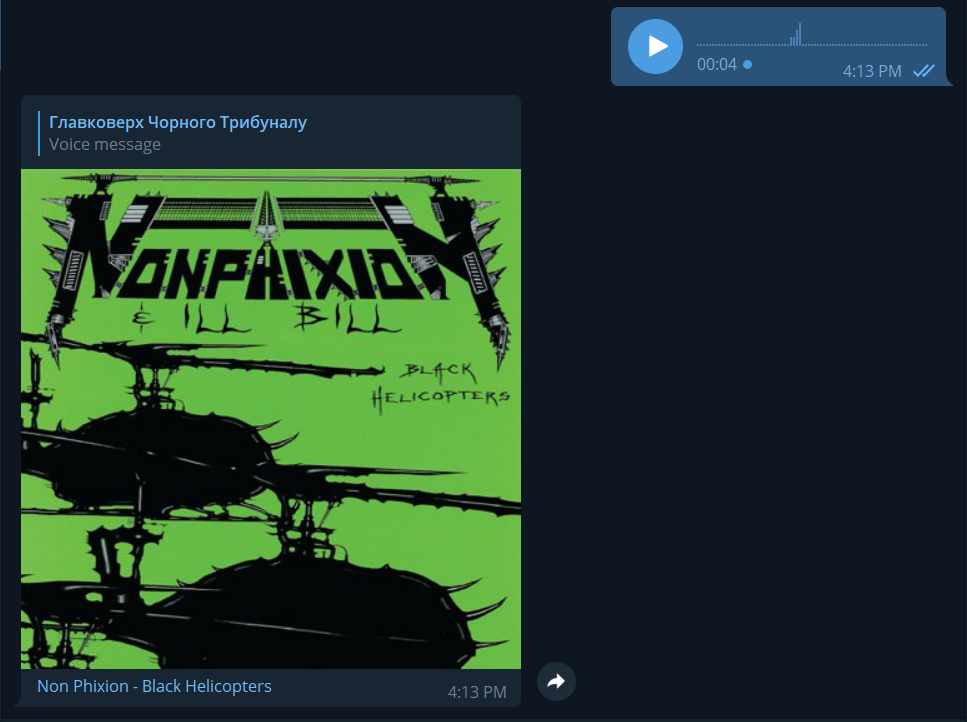 00:04
4:13 PM
Главковерх Чорного Трибуналу
Voice message
NONPHIXION
& ILL BILL
BLACK
HELICOPTERS
Non Phixion - Black Helicopters
4:13 PM